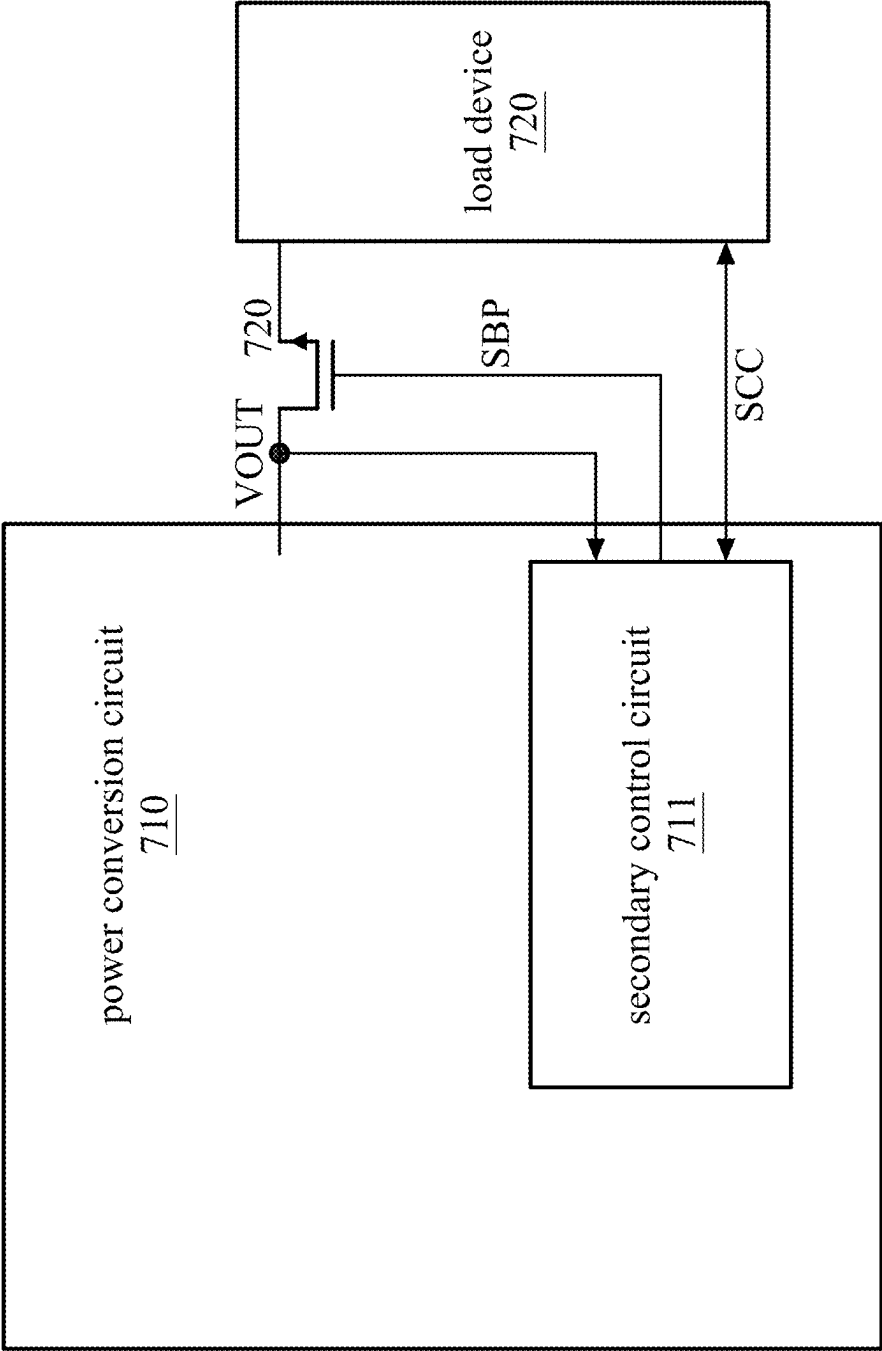 power conversion circuit
710
secondary control circuit
711
VOUT
720
SBP
SCC
load device
720